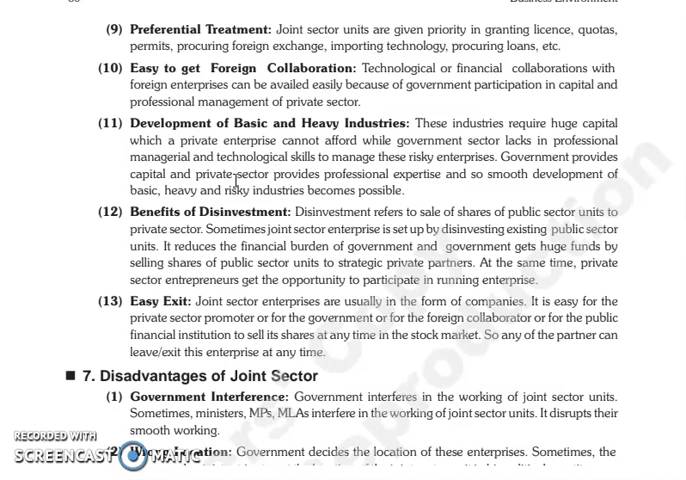 Business Environment
(9) Preferential Treatment: Joint sector units are given priority in granting licence, quotas,
permits, procuring foreign exchange, importing technology, procuring loans, etc.
(10) Easy to get Foreign Collaboration: Technological or financial collaborations with
foreign enterprises can be availed easily because of government participation in capital and
professional management of private sector.
(11) Development of Basic and Heavy Industries: These industries require huge capital
which a private enterprise cannot afford while government sector lacks in professional
managerial and technological skills to manage these risky enterprises. Government provides
capital and private sector provides professional expertise and so smooth development of
basic, heavy and risky industries becomes possible.
(12) Benefits of Disinvestment: Disinvestment refers to sale of shares of public sector units to
private sector. Sometimes joint sector enterprise is set up by disinvesting existing public sector
units. It reduces the financial burden of government and government gets huge funds by
selling shares of public sector units to strategic private partners. At the same time, private
sector entrepreneurs get the opportunity to participate in running enterprise.
(13) Easy Exit: Joint sector enterprises are usually in the form of companies. It is easy for the
private sector promoter or for the government or for the foreign collaborator or for the public
financial institution to sell its shares at any time in the stock market. So any of the partner can
leave/exit this enterprise at any time.
■ 7. Disadvantages of Joint Sector
(1) Government Interference: Government interferes in the working of joint sector units.
Sometimes, ministers, MPs, MLAs interfere in the working of joint sector units. It disrupts their
smooth working.
(2) Wrong Location: Government decides the location of these enterprises. Sometimes, the
RECORDED WITH
SCREENCAST MATIC